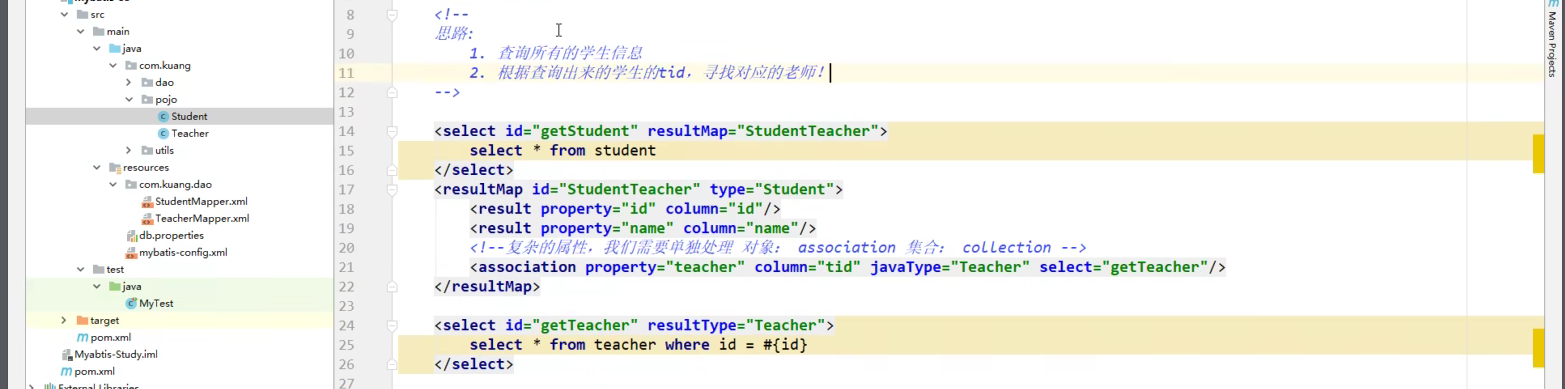 src
main
java
com.kuang
dao
pojo
Student
Teacher
utils
resources
com.kuang.dao
StudentMapper.xml
TeacherMapper.xml
db.properties
mybatis-config.xml
test
java
MyTest
target
pom.xml
Myabtis-Study.iml
pom.xml
External Libraries
8 <!--
9 思路:
10 1. 查询所有的学生信息
11 2. 根据查询出来的学生的tid，寻找对应的老师！
12 -->
13
14 <select id="getStudent" resultMap="StudentTeacher">
15 select * from student
16 </select>
17 <resultMap id="StudentTeacher" type="Student">
18 <result property="id" column="id"/>
19 <result property="name" column="name"/>
20 <!--复杂的属性，我们需要单独处理 对象： association 集合： collection -->
21 <association property="teacher" column="tid" javaType="Teacher" select="getTeacher"/>
22 </resultMap>
23
24 <select id="getTeacher" resultType="Teacher">
25 select * from teacher where id = #{id}
26 </select>
27
Maven Projects